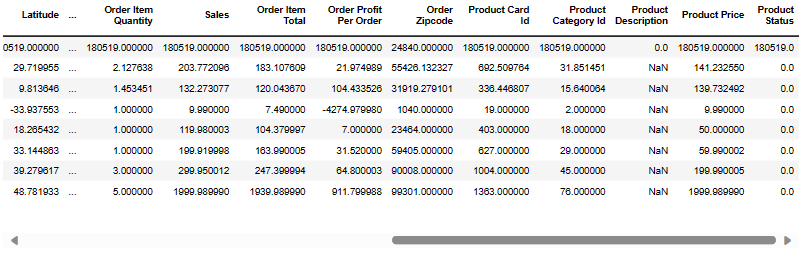 Latitude ... Order Item Quantity Sales Order Item Total Order Profit Per Order Order Zipcode Product Card Id Product Category Id Product Description Product Price Product Status
0519.000000 ... 180519.000000 180519.000000 180519.000000 180519.000000 24840.000000 180519.000000 180519.000000 0.0 180519.000000 180519.0
29.719955 ... 2.127638 203.772096 183.107609 21.974989 55426.132327 692.509764 31.851451 NaN 141.232550 0.0
9.813646 ... 1.453451 132.273077 120.043670 104.433526 31919.279101 336.446807 15.640064 NaN 139.732492 0.0
-33.937553 ... 1.000000 9.990000 7.490000 -4274.979980 1040.000000 19.000000 2.000000 NaN 9.990000 0.0
18.265432 ... 1.000000 119.980003 104.379997 7.000000 23464.000000 403.000000 18.000000 NaN 50.000000 0.0
33.144863 ... 1.000000 199.919998 163.990005 31.520000 59405.000000 627.000000 29.000000 NaN 59.990002 0.0
39.279617 ... 3.000000 299.950012 247.399994 64.800003 90008.000000 1004.000000 45.000000 NaN 199.990005 0.0
48.781933 ... 5.000000 1999.989990 1939.989990 911.799988 99301.000000 1363.000000 76.000000 NaN 1999.989990 0.0